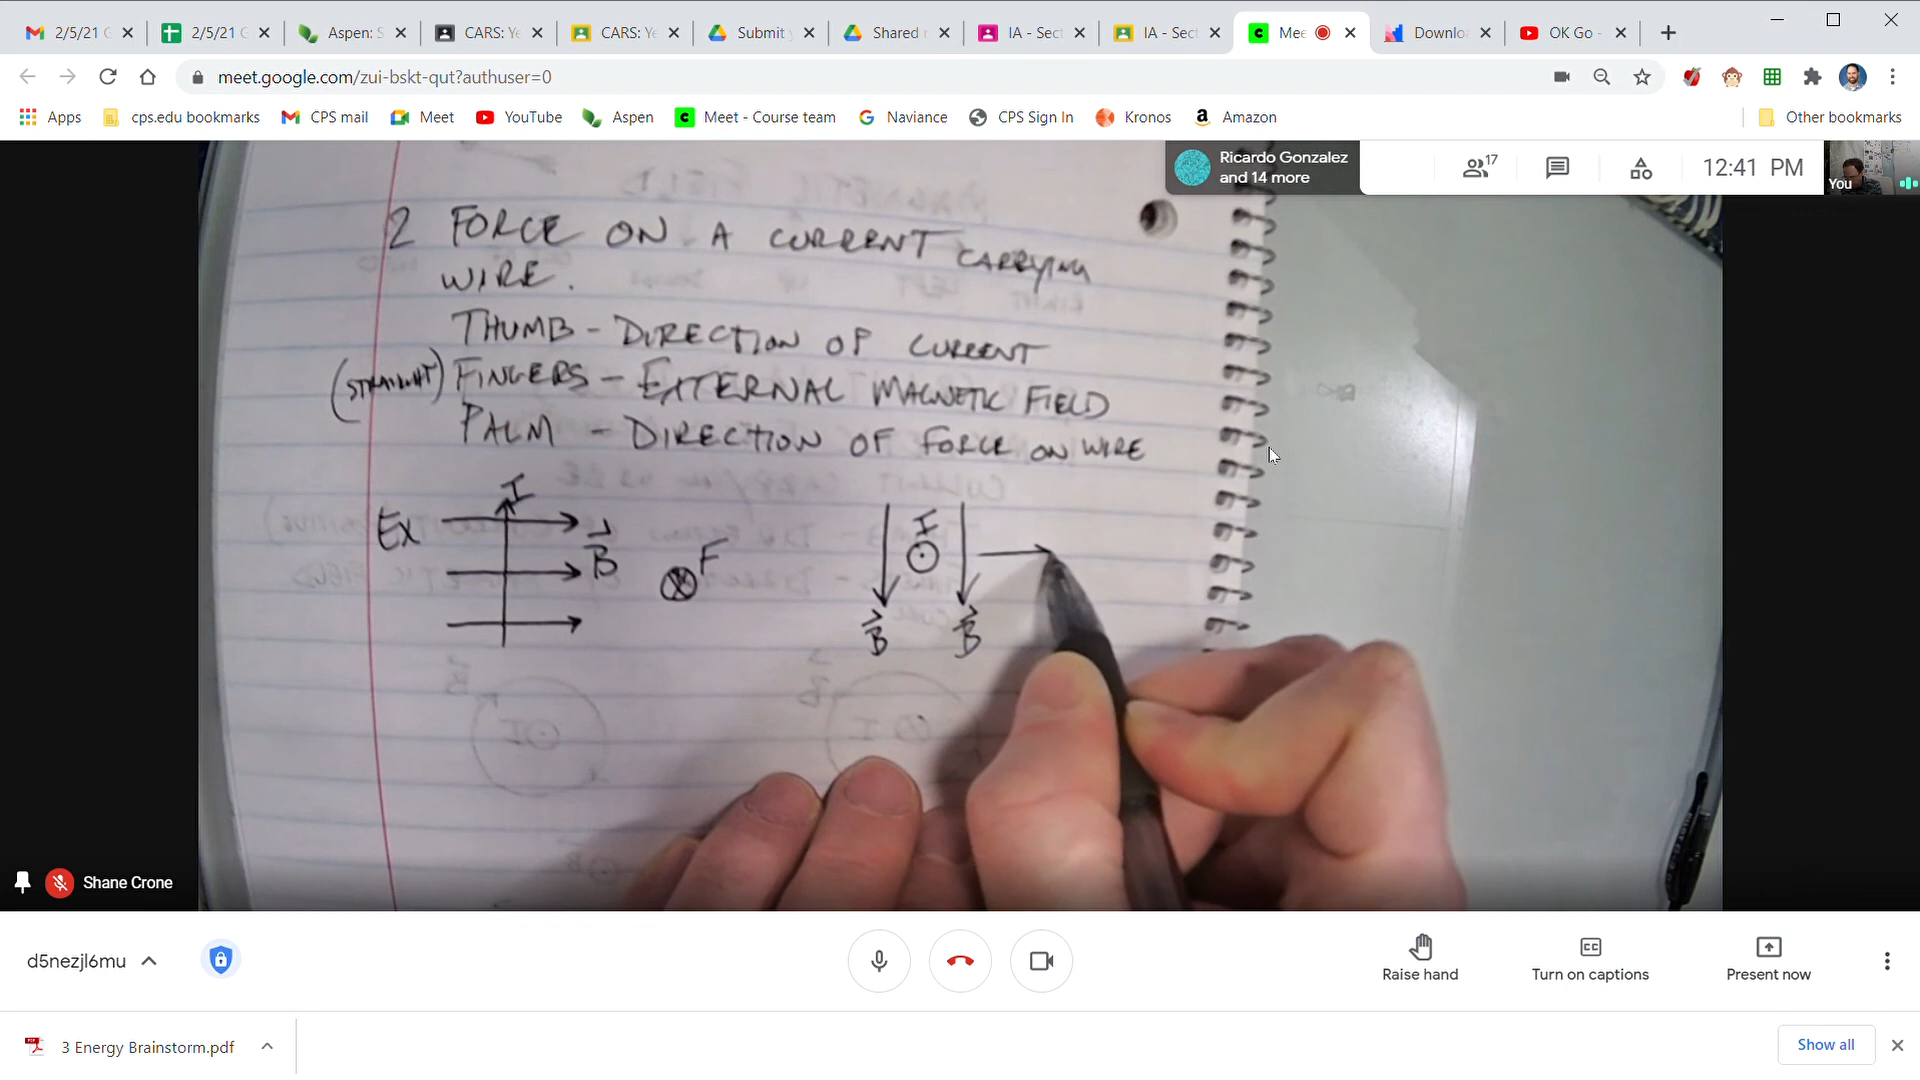 2/5/21 G
2/5/21 G
Aspen: S
CARS: Ye
CARS: Ye
Submit y
Shared
IA - Sect
IA - Sect
Mee
Downlo
OK Go -
meet.google.com/zui-bskt-qut?authuser=0
Apps
cps.edu bookmarks
CPS mail
Meet
YouTube
Aspen
Meet - Course team
Naviance
CPS Sign In
Kronos
Amazon
Other bookmarks
Ricardo Gonzalez
and 14 more
17
12:41 PM
You
2 FORCE ON A CURRENT CARRYING
WIRE.
THUMB - DIRECTION OF CURRENT
(STRAIGHT) FINGERS - EXTERNAL MAGNETIC FIELD
PALM - DIRECTION OF FORCE ON WIRE
Ex
I
B
F
I
B
B
Shane Crone
d5nezjl6mu
Raise hand
Turn on captions
Present now
3 Energy Brainstorm.pdf
Show all